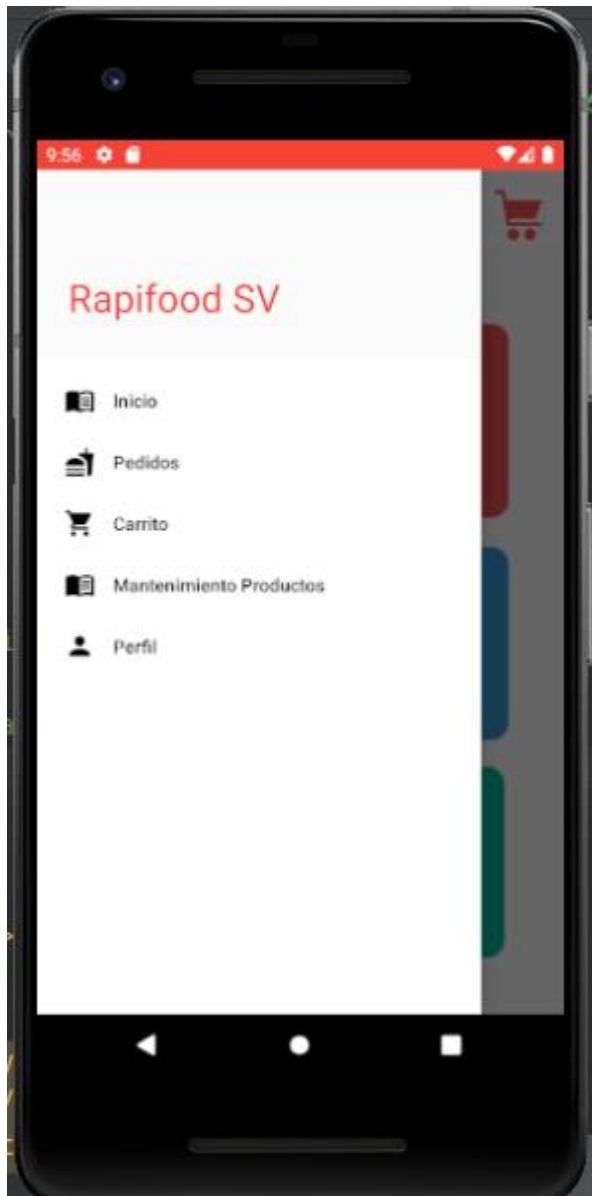 9:56
Rapifood SV
Inicio
Pedidos
Carrito
Mantenimiento Productos
Perfil